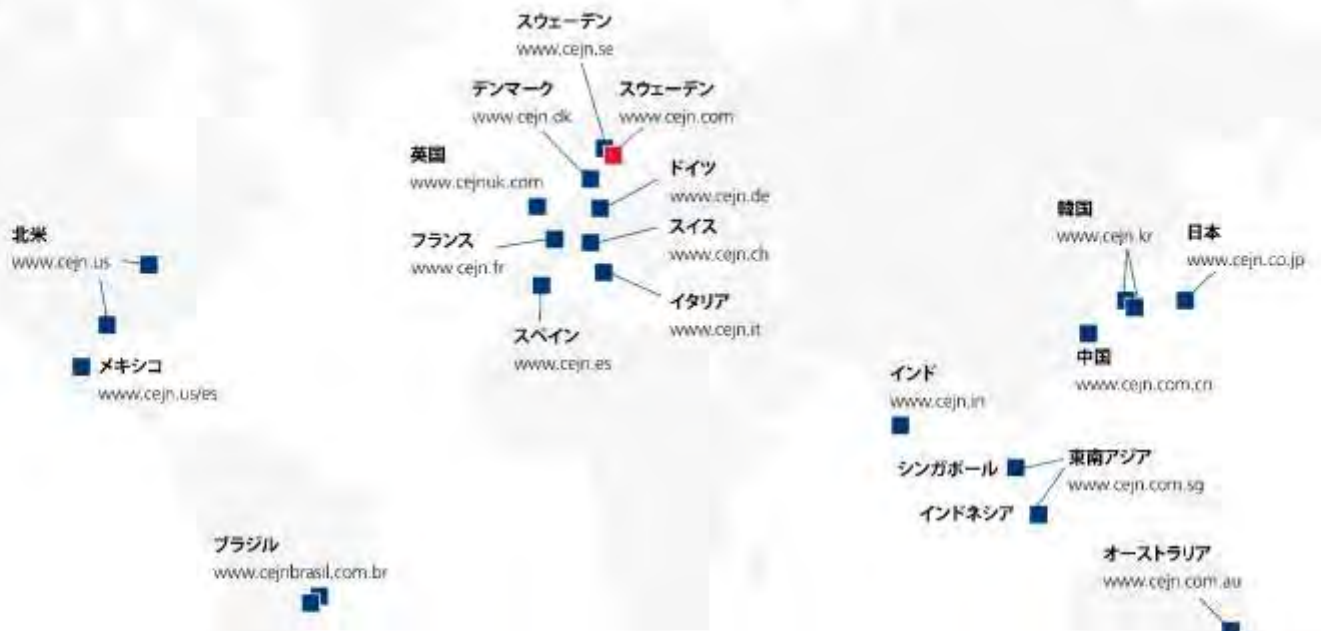 スウェーデン
www.cejn.se
デンマーク
www.cejn.dk
スウェーデン
www.cejn.com
英国
www.cejnuk.com
ドイツ
www.cejn.de
フランス
www.cejn.fr
スイス
www.cejn.ch
イタリア
www.cejn.it
スペイン
www.cejn.es
北米
www.cejn.us
メキシコ
www.cejn.us/es
ブラジル
www.cejnbrasil.com.br
韓国
www.cejn.kr
日本
www.cejn.co.jp
中国
www.cejn.com.cn
インド
www.cejn.in
シンガポール
東南アジア
www.cejn.com.sg
インドネシア
オーストラリア
www.cejn.com.au